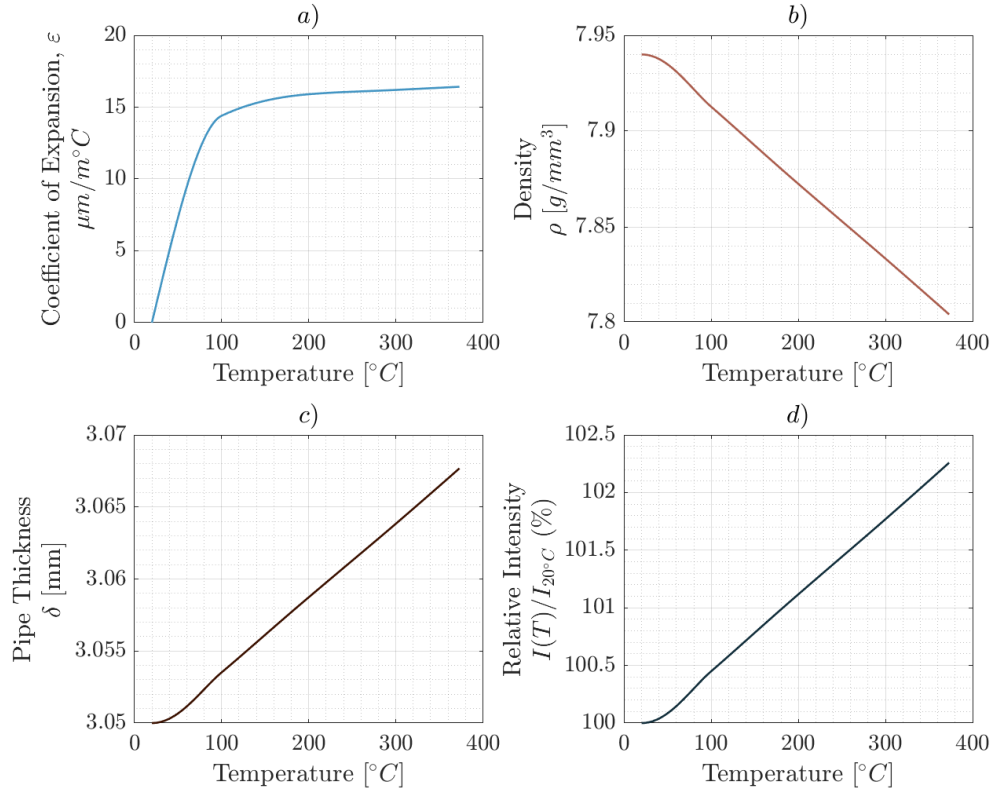 a)
20
15
10
5
0
0 100 200 300 400
Temperature [°C]
Coefficient of Expansion, ε
μm/m°C
b)
7.95
7.9
7.85
7.8
0 100 200 300 400
Temperature [°C]
Density
ρ [g/mm³]
c)
3.07
3.065
3.06
3.055
3.05
0 100 200 300 400
Temperature [°C]
Pipe Thickness
δ [mm]
d)
102.5
102
101.5
101
100.5
100
0 100 200 300 400
Temperature [°C]
Relative Intensity
I(T)/I₂₀°C (%)